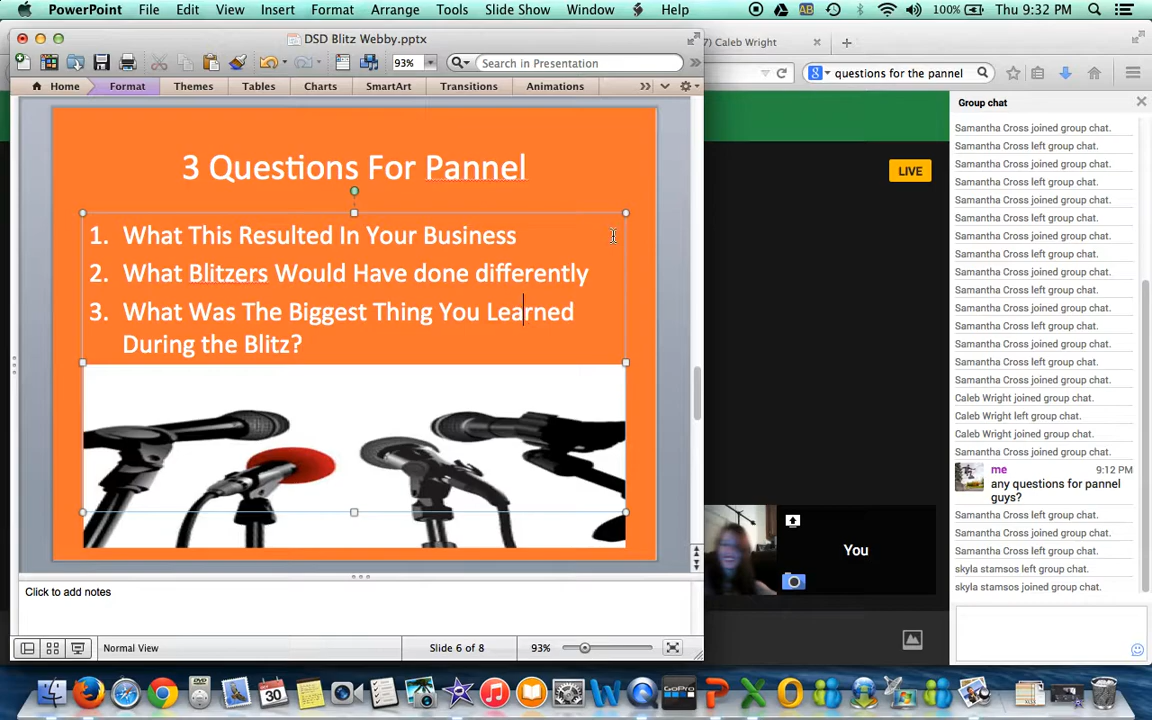 PowerPoint File Edit View Insert Format Arrange Tools Slide Show Window Help 100% Thu 9:32 PM
DSD Blitz Webby.pptx
7) Caleb Wright
93% Search in Presentation
questions for the pannel
Home Format Themes Tables Charts SmartArt Transitions Animations
Group chat
3 Questions For Pannel
1. What This Resulted In Your Business
2. What Blitzers Would Have done differently
3. What Was The Biggest Thing You Learned
During the Blitz?
LIVE
You
Samantha Cross joined group chat.
Samantha Cross left group chat.
Samantha Cross joined group chat.
Samantha Cross left group chat.
Samantha Cross joined group chat.
Samantha Cross left group chat.
Samantha Cross joined group chat.
Samantha Cross left group chat.
Samantha Cross joined group chat.
Samantha Cross left group chat.
Samantha Cross joined group chat.
Samantha Cross left group chat.
Samantha Cross joined group chat.
Samantha Cross left group chat.
Samantha Cross joined group chat.
Caleb Wright joined group chat.
Caleb Wright left group chat.
Caleb Wright joined group chat.
Samantha Cross joined group chat.
me 9:12 PM
any questions for pannel
guys?
Samantha Cross left group chat.
Samantha Cross joined group chat.
Samantha Cross left group chat.
skyla stamsos left group chat.
skyla stamsos joined group chat.
Click to add notes
Normal View Slide 6 of 8 93%
SEP
30
GoPro